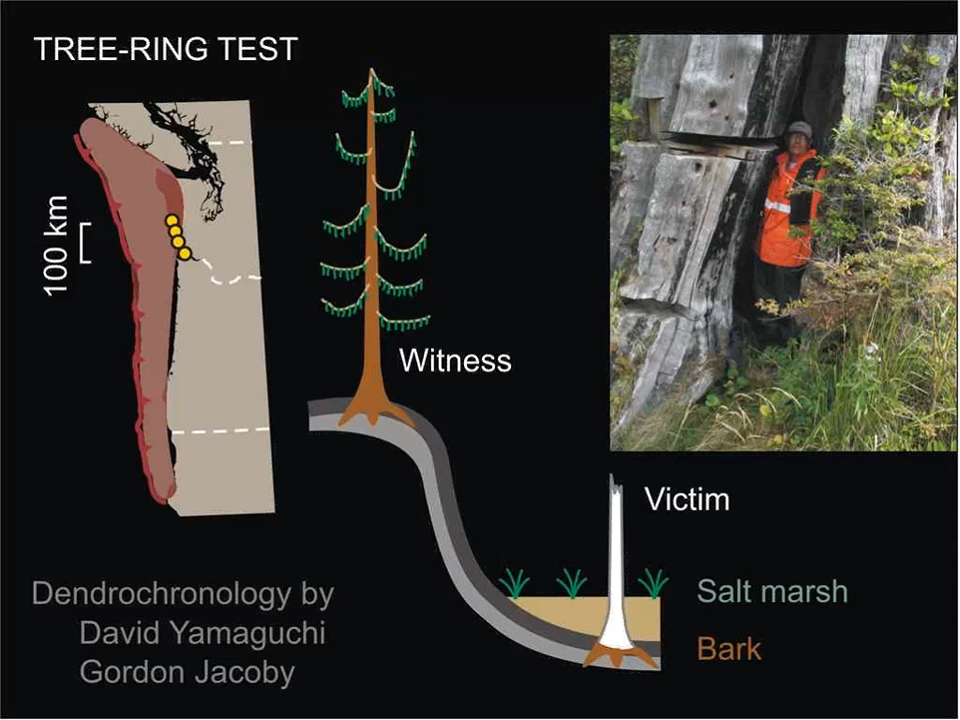 TREE-RING TEST
100 km
Witness
Victim
Salt marsh
Bark
Dendrochronology by
David Yamaguchi
Gordon Jacoby